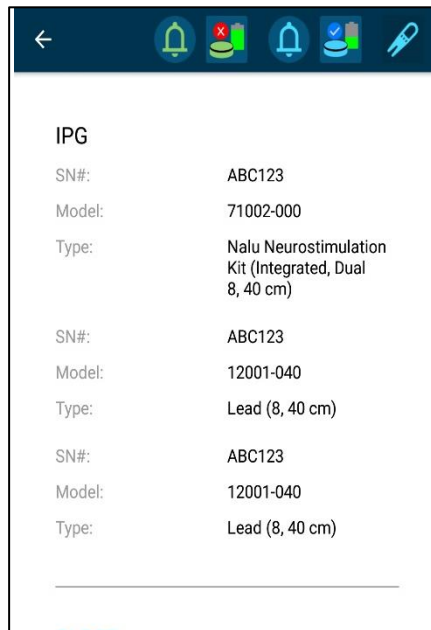 IPG
SN#: ABC123
Model: 71002-000
Type: Nalu Neurostimulation
Kit (Integrated, Dual
8, 40 cm)
SN#: ABC123
Model: 12001-040
Type: Lead (8, 40 cm)
SN#: ABC123
Model: 12001-040
Type: Lead (8, 40 cm)